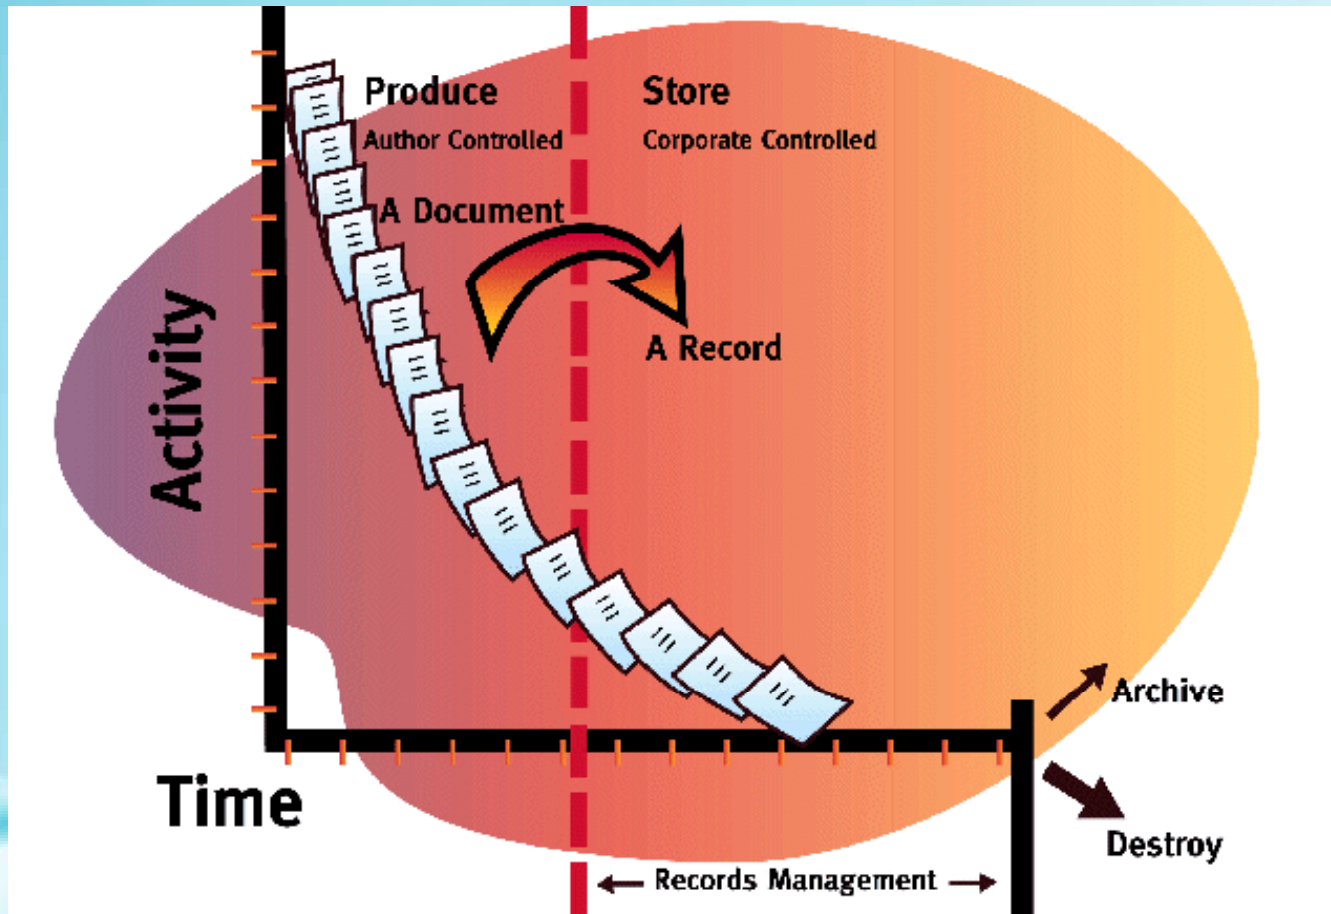 Produce
Store
Author Controlled
Corporate Controlled
A Document
A Record
Activity
Archive
Time
Destroy
Records Management